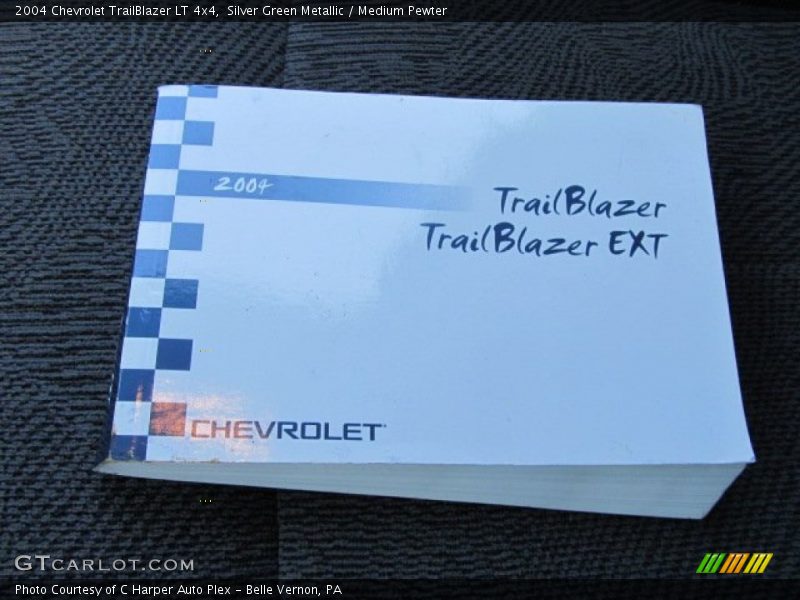 2004 Chevrolet TrailBlazer LT 4x4,  Silver Green Metallic / Medium Pewter
2004
TrailBlazer
TrailBlazer EXT
CHEVROLET
GTCARLOT.COM
Photo Courtesy of C Harper Auto Plex - Belle Vernon, PA